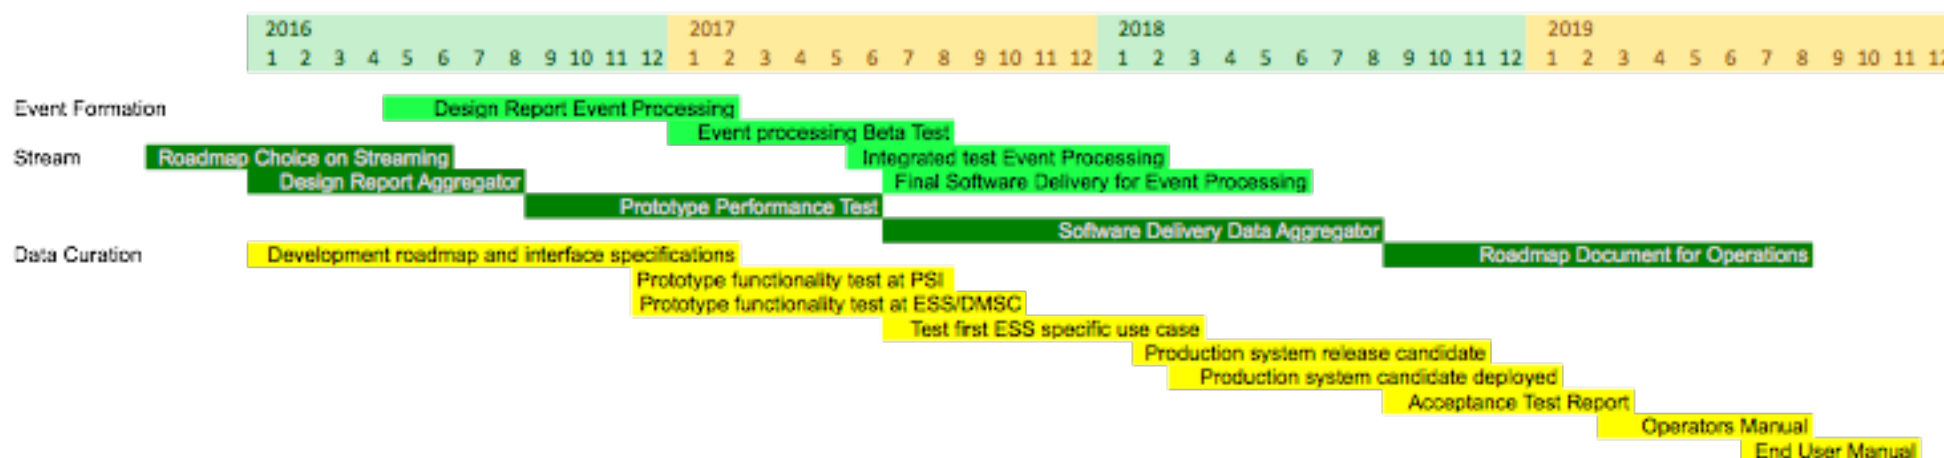 2016 2017 2018 2019
1 2 3 4 5 6 7 8 9 10 11 12 1 2 3 4 5 6 7 8 9 10 11 12 1 2 3 4 5 6 7 8 9 10 11 12 1 2 3 4 5 6 7 8 9 10 11 12
Event Formation Design Report Event Processing
Event processing Beta Test
Stream Roadmap Choice on Streaming Integrated test Event Processing
Design Report Aggregator Final Software Delivery for Event Processing
Prototype Performance Test
Software Delivery Data Aggregator
Data Curation Development roadmap and interface specifications Roadmap Document for Operations
Prototype functionality test at PSI
Prototype functionality test at ESS/DMSC
Test first ESS specific use case
Production system release candidate
Production system candidate deployed
Acceptance Test Report
Operators Manual
End User Manual